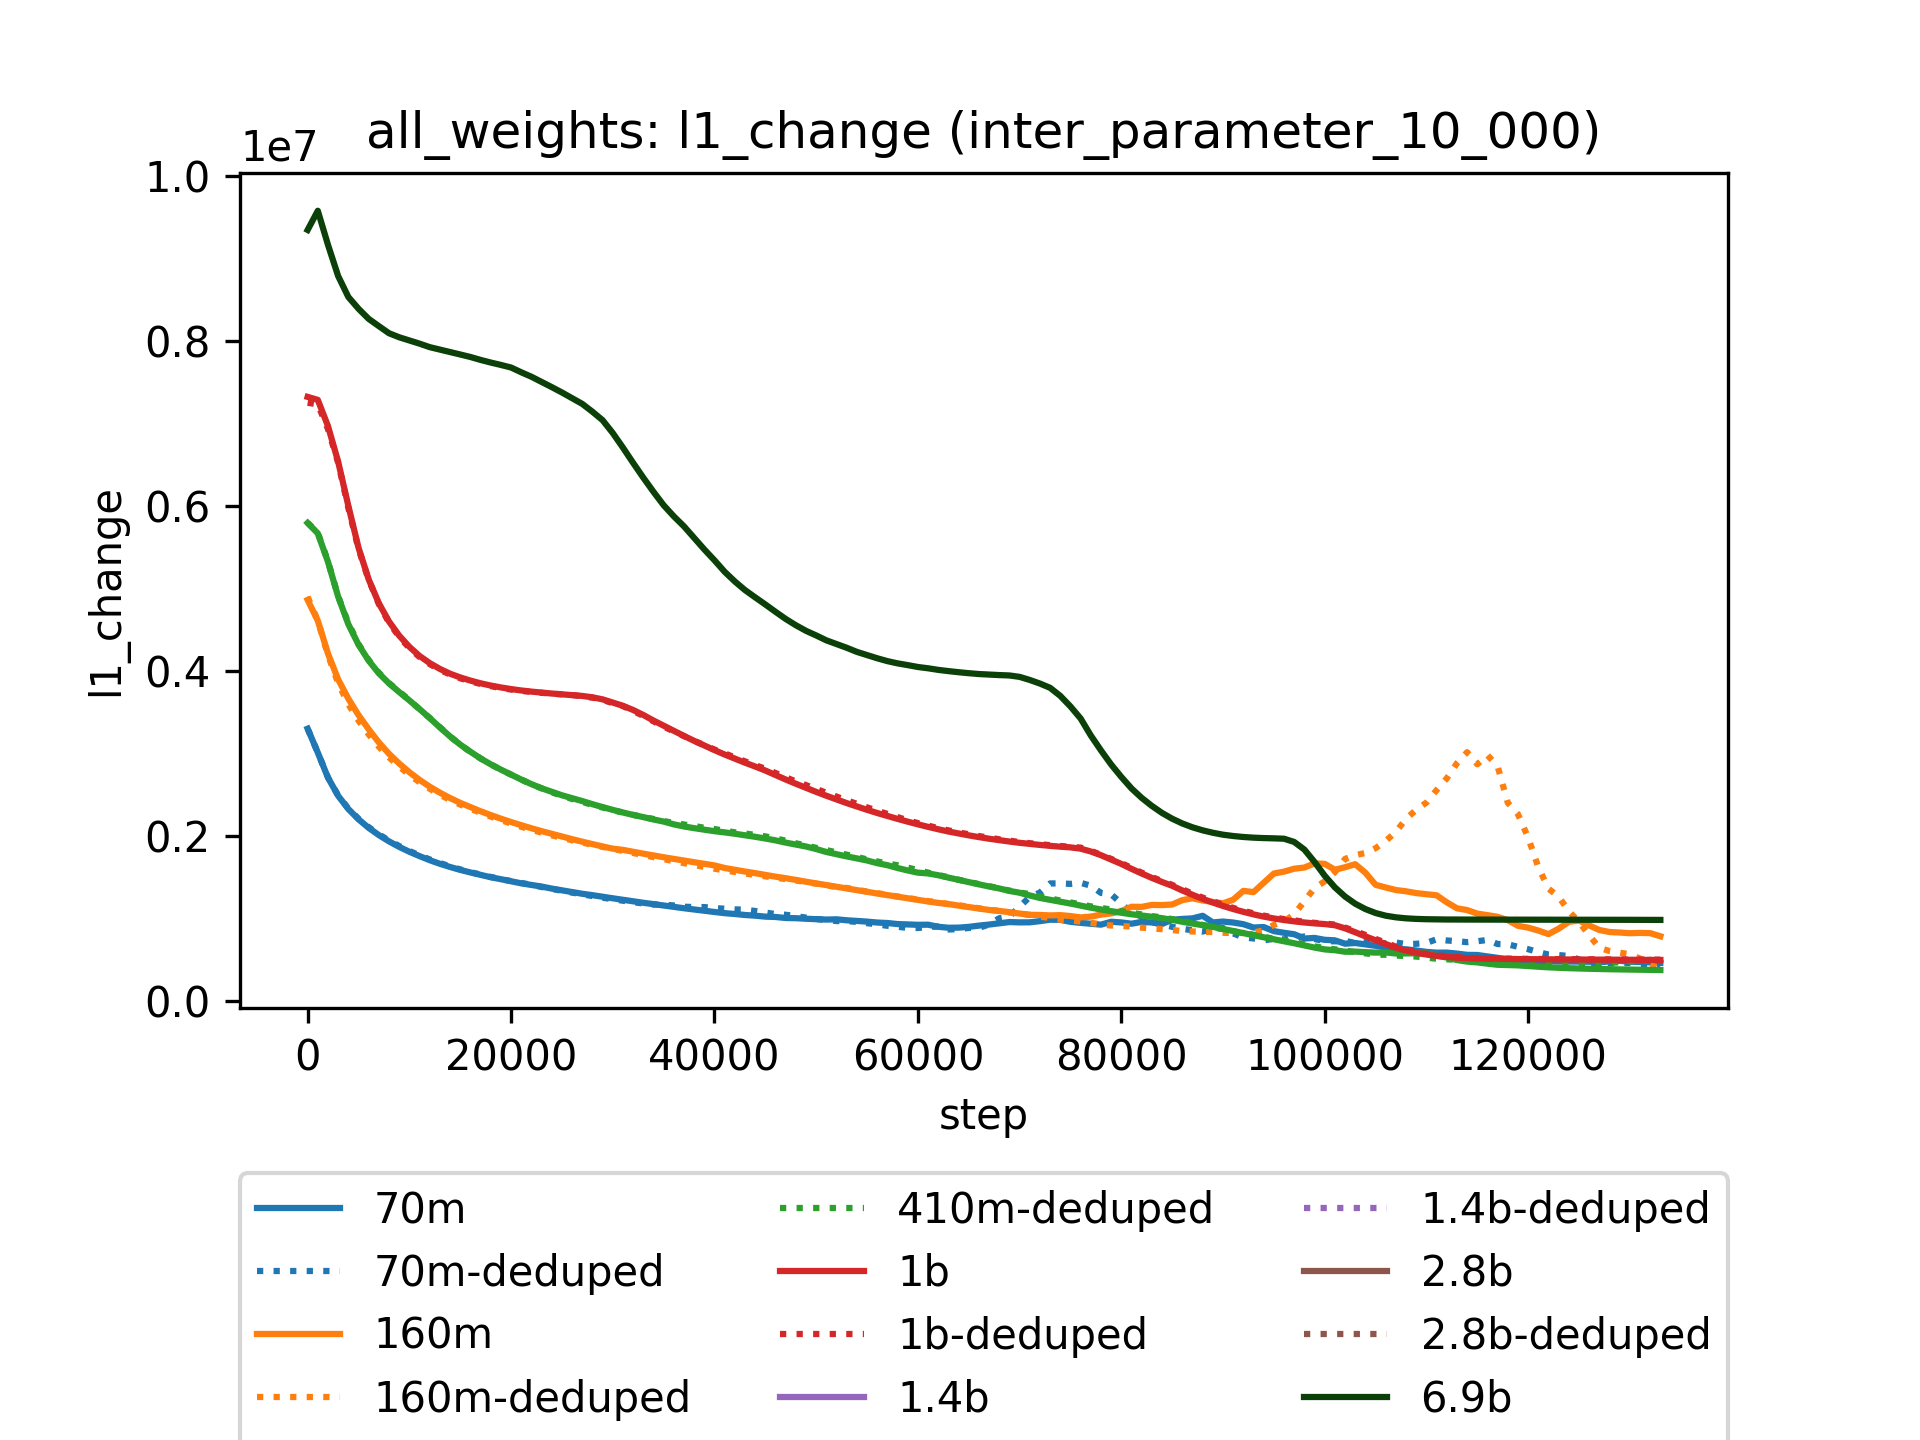 all_weights: l1_change (inter_parameter_10_000)
1e7
1.0
0.8
0.6
0.4
0.2
0.0
l1_change
0 20000 40000 60000 80000 100000 120000
step
70m
70m-deduped
160m
160m-deduped
410m-deduped
1b
1b-deduped
1.4b
1.4b-deduped
2.8b
2.8b-deduped
6.9b